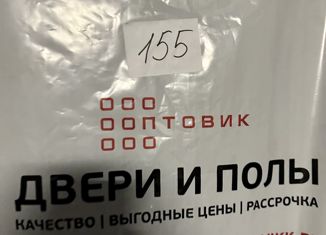 155
ОПТОВИК
ДВЕРИ И ПОЛЫ
КАЧЕСТВО | ВЫГОДНЫЕ ЦЕНЫ | РАССРОЧКА